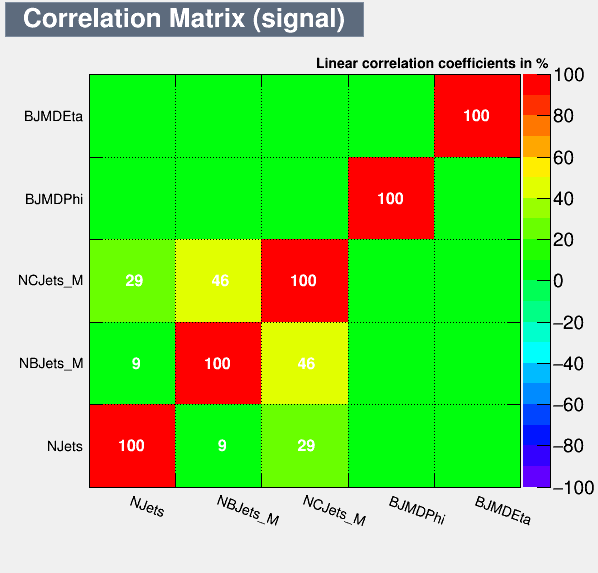 Correlation Matrix (signal)
Linear correlation coefficients in %
BJMDEta
100
BJMDPhi
100
NCJets_M
29 46 100
NBJets_M
9 100 46
NJets
100 9 29
NJets NBJets_M NCJets_M BJMDPhi BJMDEta
100
80
60
40
20
0
−20
−40
−60
−80
−100